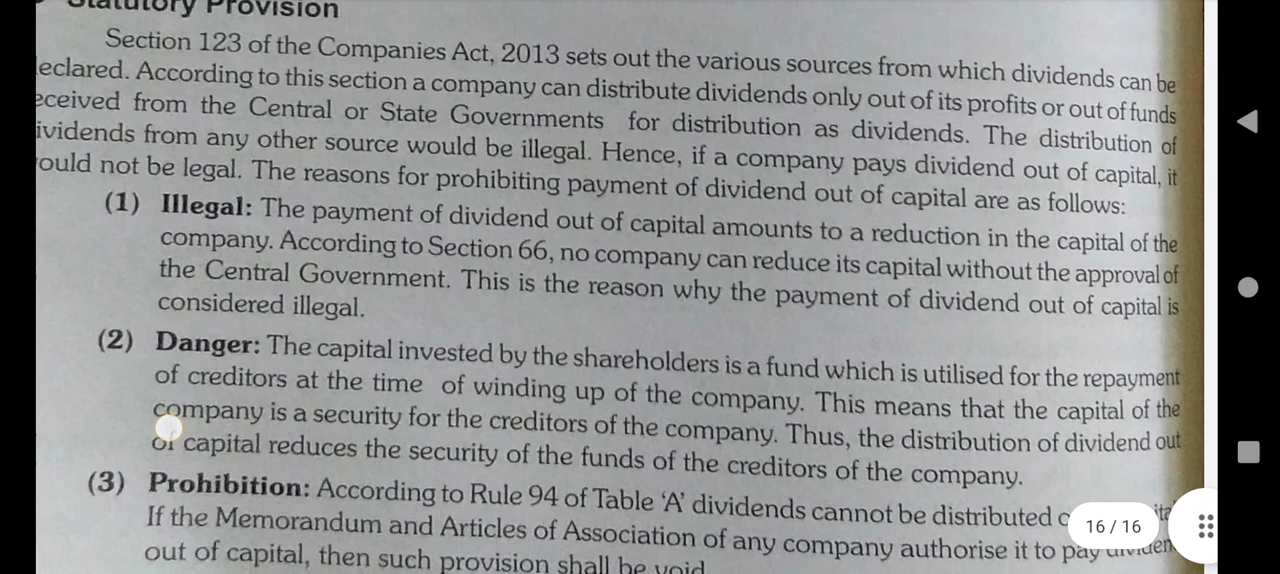 Statutory Provision
Section 123 of the Companies Act, 2013 sets out the various sources from which dividends can be
eclared. According to this section a company can distribute dividends only out of its profits or out of funds
eceived from the Central or State Governments for distribution as dividends. The distribution of
ividends from any other source would be illegal. Hence, if a company pays dividend out of capital, it
ould not be legal. The reasons for prohibiting payment of dividend out of capital are as follows:
(1) Illegal: The payment of dividend out of capital amounts to a reduction in the capital of the
company. According to Section 66, no company can reduce its capital without the approval of
the Central Government. This is the reason why the payment of dividend out of capital is
considered illegal.
(2) Danger: The capital invested by the shareholders is a fund which is utilised for the repayment
of creditors at the time of winding up of the company. This means that the capital of the
company is a security for the creditors of the company. Thus, the distribution of dividend out
of capital reduces the security of the funds of the creditors of the company.
(3) Prohibition: According to Rule 94 of Table 'A' dividends cannot be distributed
If the Memorandum and Articles of Association of any company authorise it to pay dividen
out of capital, then such provision shall be void.
16 / 16